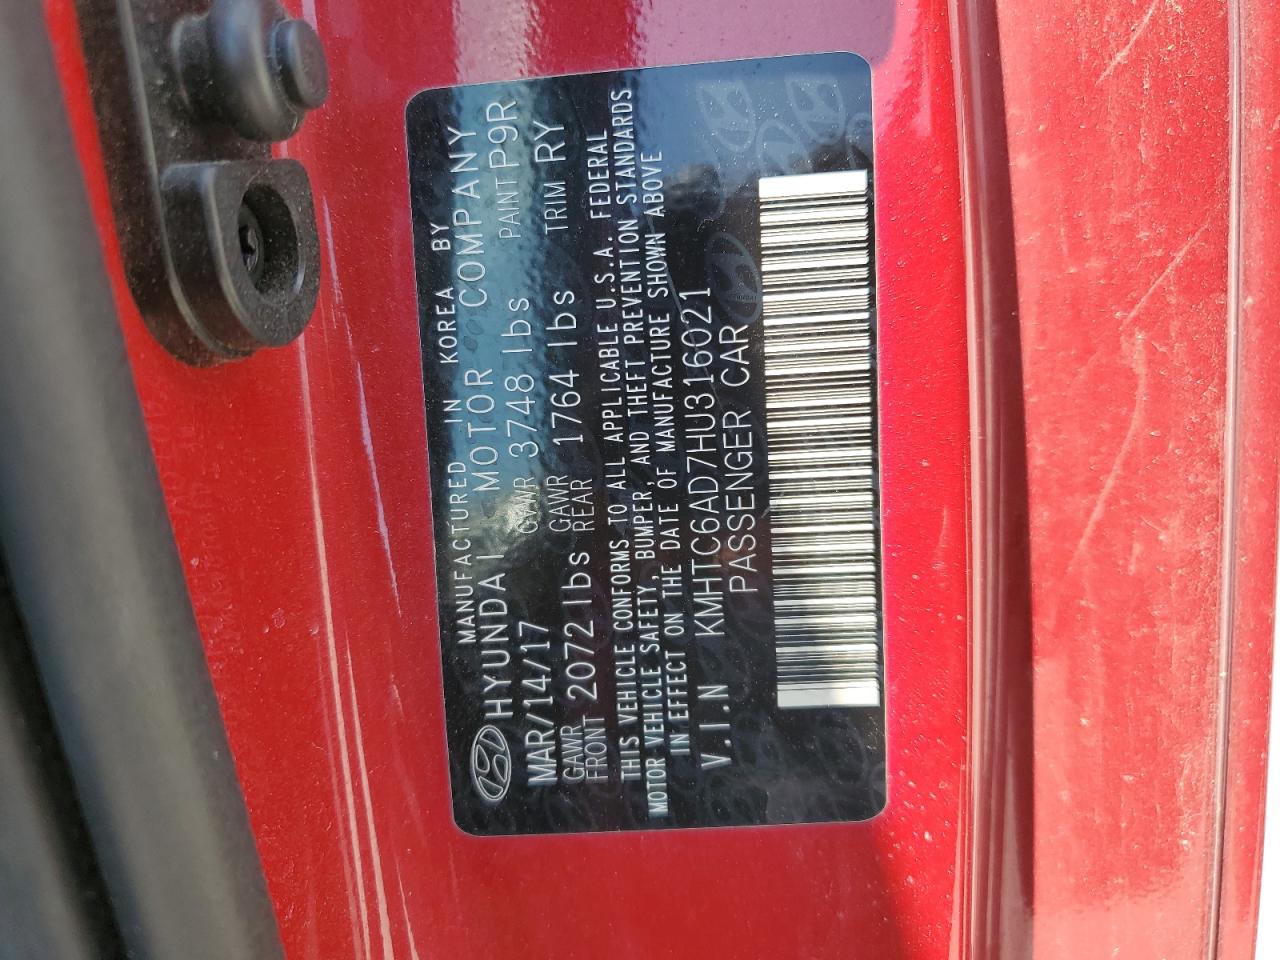 MANUFACTURED IN KOREA BY
HYUNDAI MOTOR COMPANY
MAR/14/17 GVWR 3748 lbs PAINT P9R
GAWR FRONT 2072 lbs GAWR REAR 1764 lbs TRIM RY
THIS VEHICLE CONFORMS TO ALL APPLICABLE U.S.A. FEDERAL
MOTOR VEHICLE SAFETY, BUMPER, AND THEFT PREVENTION STANDARDS
IN EFFECT ON THE DATE OF MANUFACTURE SHOWN ABOVE
V.I.N KMHTC6AD7HU316021
PASSENGER CAR